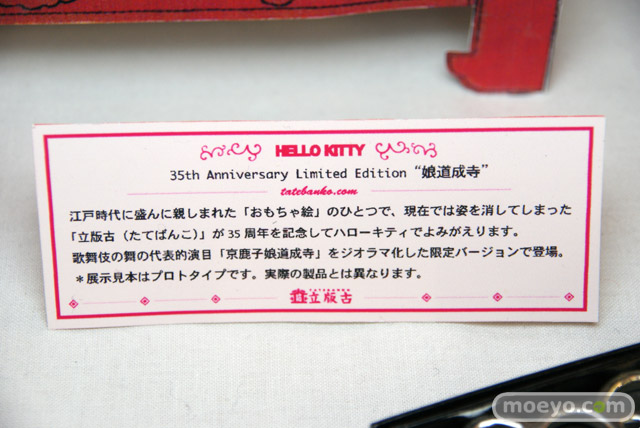 HELLO KITTY
35th Anniversary Limited Edition “娘道成寺”
tatebanko.com
江戸時代に盛んに親しまれた「おもちゃ絵」のひとつで、現在では姿を消してしまった
「立版古（たてばんこ）」が35周年を記念してハローキティでよみがえります。
歌舞伎の舞の代表的演目「京鹿子娘道成寺」をジオラマ化した限定バージョンで登場。
＊展示見本はプロトタイプです。実際の製品とは異なります。
TATEBANKO
立版古
moeyo.com